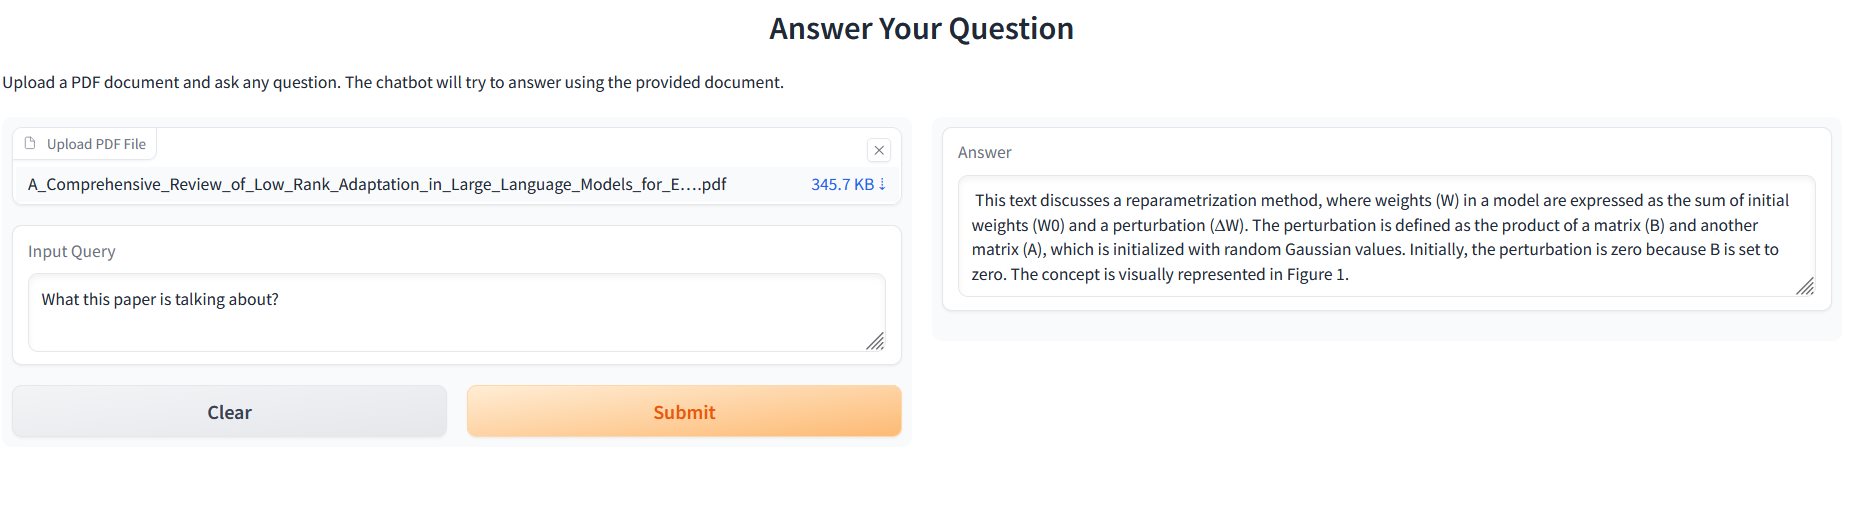 Answer Your Question
Upload a PDF document and ask any question. The chatbot will try to answer using the provided document.
Upload PDF File
A_Comprehensive_Review_of_Low_Rank_Adaptation_in_Large_Language_Models_for_E....pdf 345.7 KB ⇣
Input Query
What this paper is talking about?
Clear Submit
Answer
This text discusses a reparametrization method, where weights (W) in a model are expressed as the sum of initial
weights (W0) and a perturbation (ΔW). The perturbation is defined as the product of a matrix (B) and another
matrix (A), which is initialized with random Gaussian values. Initially, the perturbation is zero because B is set to
zero. The concept is visually represented in Figure 1.